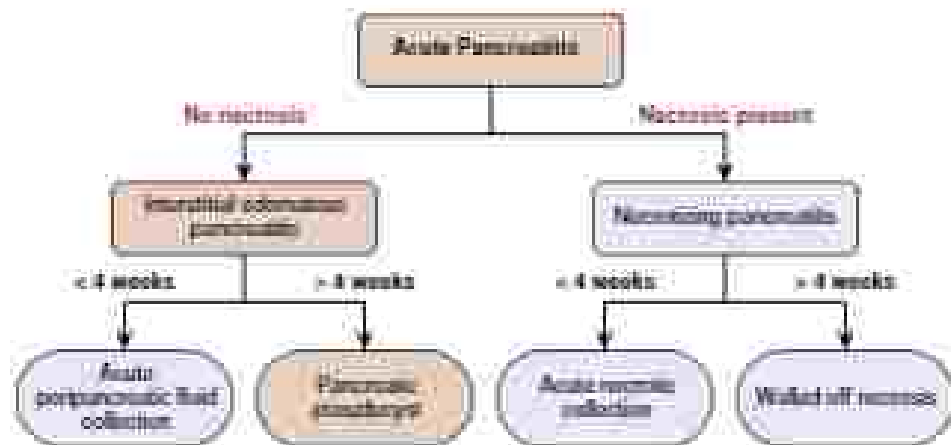 Acute Pancreatitis
No necrosis
Necrosis present
Interstitial edematous
pancreatitis
Necrotizing pancreatitis
< 4 weeks
> 4 weeks
< 4 weeks
> 4 weeks
Acute
peripancreatic fluid
collection
Pancreatic
pseudocyst
Acute necrotic
collection
Walled off necrosis